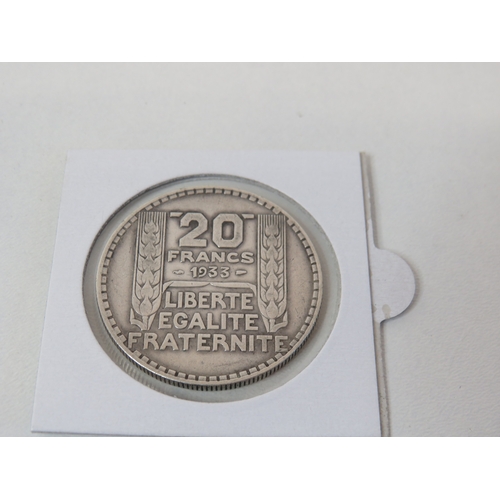 20
FRANCS
- 1933 -
LIBERTE
EGALITE
FRATERNITE